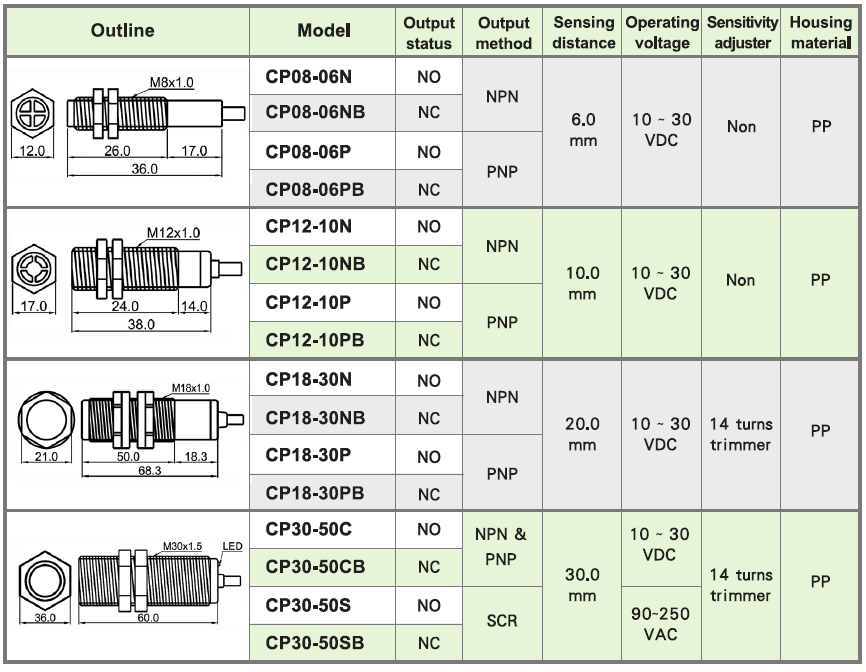 Outline
Model
Output
status
Output
method
Sensing
distance
Operating
voltage
Sensitivity
adjuster
Housing
material
M8x1.0
12.0
26.0
17.0
36.0
CP08-06N
NO
CP08-06NB
NC
CP08-06P
NO
CP08-06PB
NC
NPN
PNP
6.0
mm
10 ~ 30
VDC
Non
PP
M12x1.0
17.0
24.0
14.0
38.0
CP12-10N
NO
CP12-10NB
NC
CP12-10P
NO
CP12-10PB
NC
NPN
PNP
10.0
mm
10 ~ 30
VDC
Non
PP
M18x1.0
21.0
50.0
18.3
68.3
CP18-30N
NO
CP18-30NB
NC
CP18-30P
NO
CP18-30PB
NC
NPN
PNP
20.0
mm
10 ~ 30
VDC
14 turns
trimmer
PP
M30x1.5
LED
36.0
60.0
CP30-50C
NO
CP30-50CB
NC
CP30-50S
NO
CP30-50SB
NC
NPN &
PNP
SCR
30.0
mm
10 ~ 30
VDC
90~250
VAC
14 turns
trimmer
PP